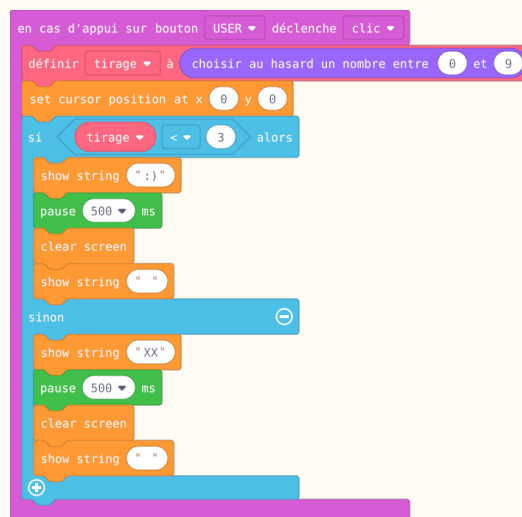 en cas d'appui sur bouton USER déclenche clic
définir tirage à choisir au hasard un nombre entre 0 et 9
set cursor position at x 0 y 0
si tirage < 3 alors
show string ":)"
pause 500 ms
clear screen
show string " "
sinon
show string "XX"
pause 500 ms
clear screen
show string " "